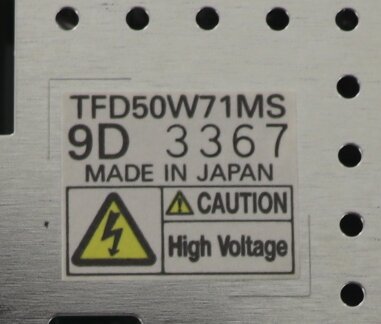 TFD50W71MS
9D 3367
MADE IN JAPAN
CAUTION
High Voltage